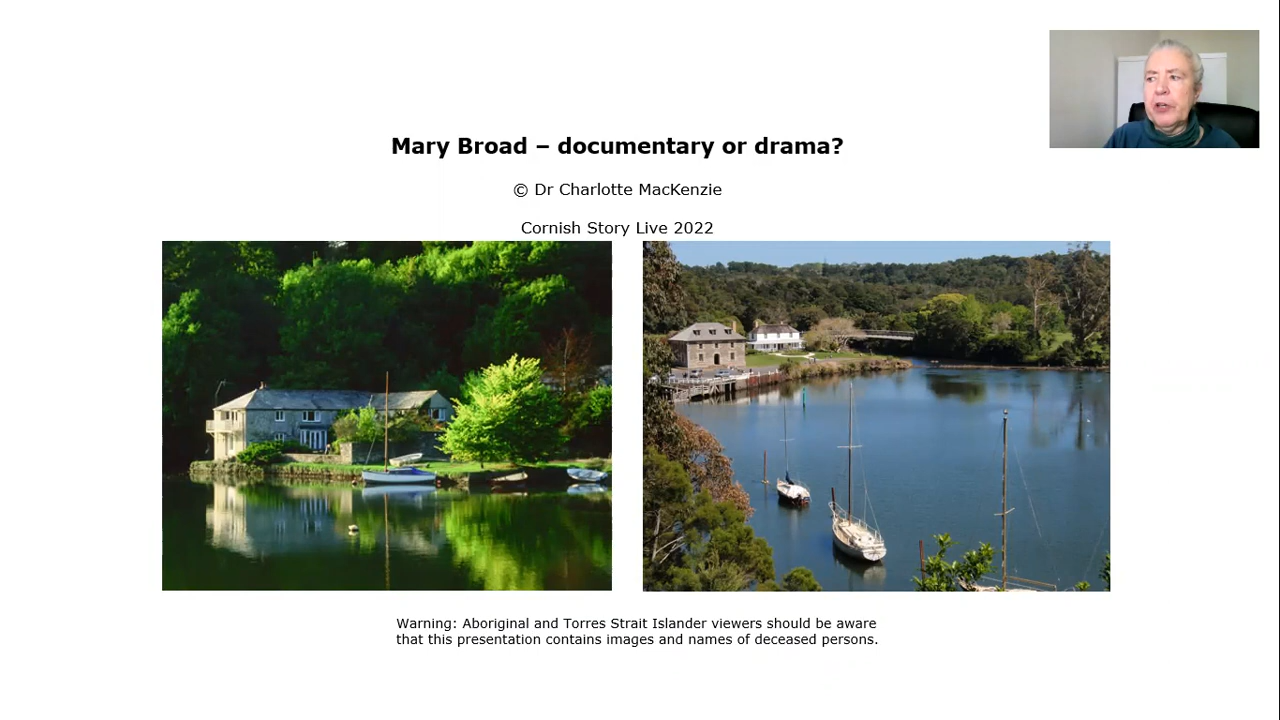 Mary Broad – documentary or drama?
© Dr Charlotte MacKenzie
Cornish Story Live 2022
Warning: Aboriginal and Torres Strait Islander viewers should be aware
that this presentation contains images and names of deceased persons.